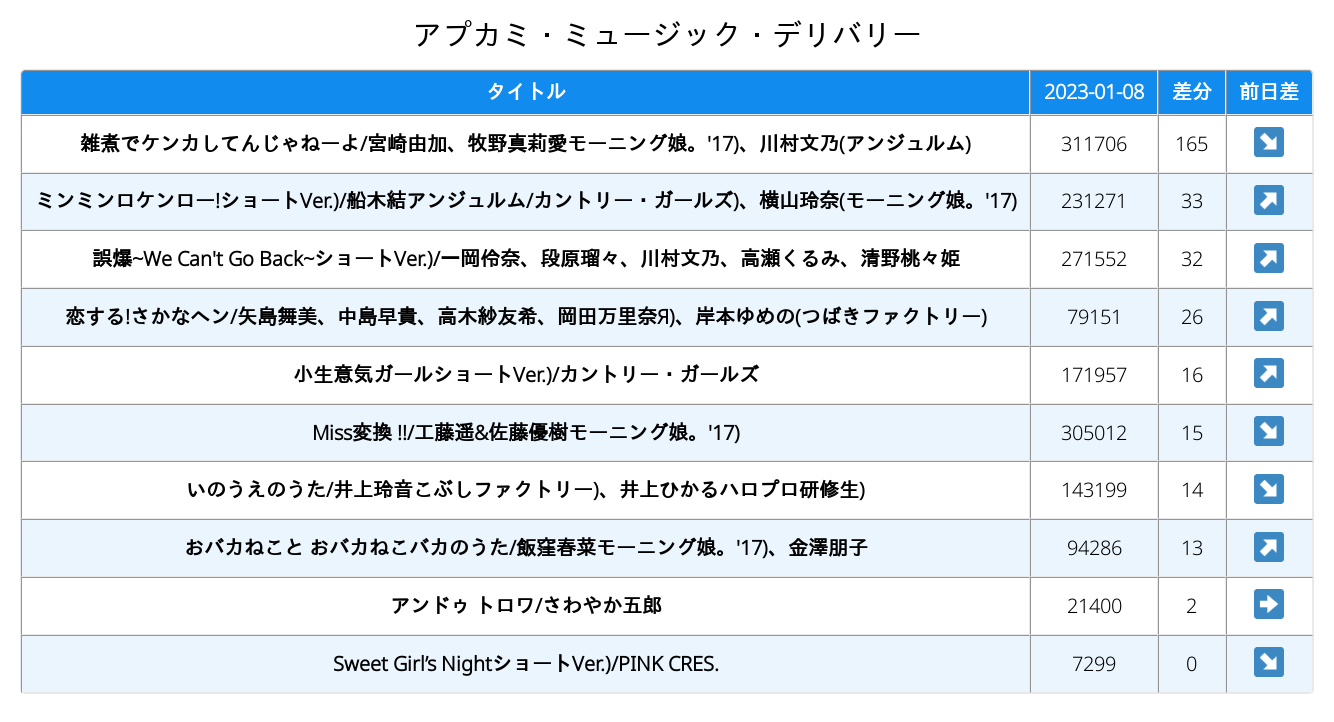 アプカミ・ミュージック・デリバリー
タイトル 2023-01-08 差分 前日差
雑煮でケンカしてんじゃねーよ/宮崎由加、牧野真莉愛モーニング娘。'17)、川村文乃(アンジュルム) 311706 165 ↘
ミンミンロケンロー!ショートVer.)/船木結アンジュルム/カントリー・ガールズ)、横山玲奈(モーニング娘。'17) 231271 33 ↗
誤爆~We Can't Go Back~ショートVer.)/一岡伶奈、段原瑠々、川村文乃、高瀬くるみ、清野桃々姫 271552 32 ↗
恋する!さかなヘン/矢島舞美、中島早貴、高木紗友希、岡田万里奈Я)、岸本ゆめの(つばきファクトリー) 79151 26 ↗
小生意気ガールショートVer.)/カントリー・ガールズ 171957 16 ↗
Miss変換 !!/工藤遥&佐藤優樹モーニング娘。'17) 305012 15 ↘
いのうえのうた/井上玲音こぶしファクトリー)、井上ひかるハロプロ研修生) 143199 14 ↘
おバカねこと おバカねこバカのうた/飯窪春菜モーニング娘。'17)、金澤朋子 94286 13 ↗
アンドゥ トロワ/さわやか五郎 21400 2 →
Sweet Girl’s NightショートVer.)/PINK CRES. 7299 0 ↘